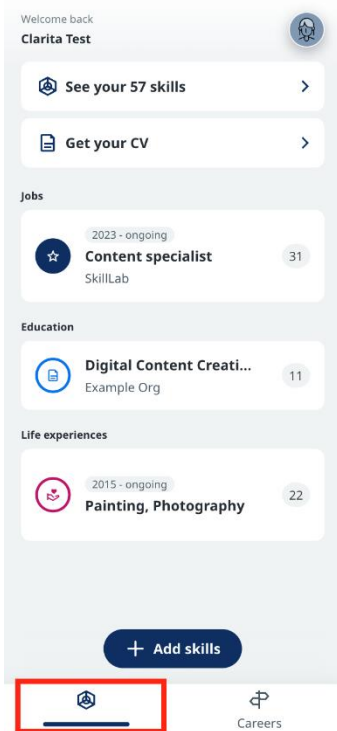 Welcome back
Clarita Test
See your 57 skills
Get your CV
Jobs
2023 - ongoing
Content specialist
31
SkillLab
Education
Digital Content Creati...
11
Example Org
Life experiences
2015 - ongoing
22
Painting, Photography
+ Add skills
Careers